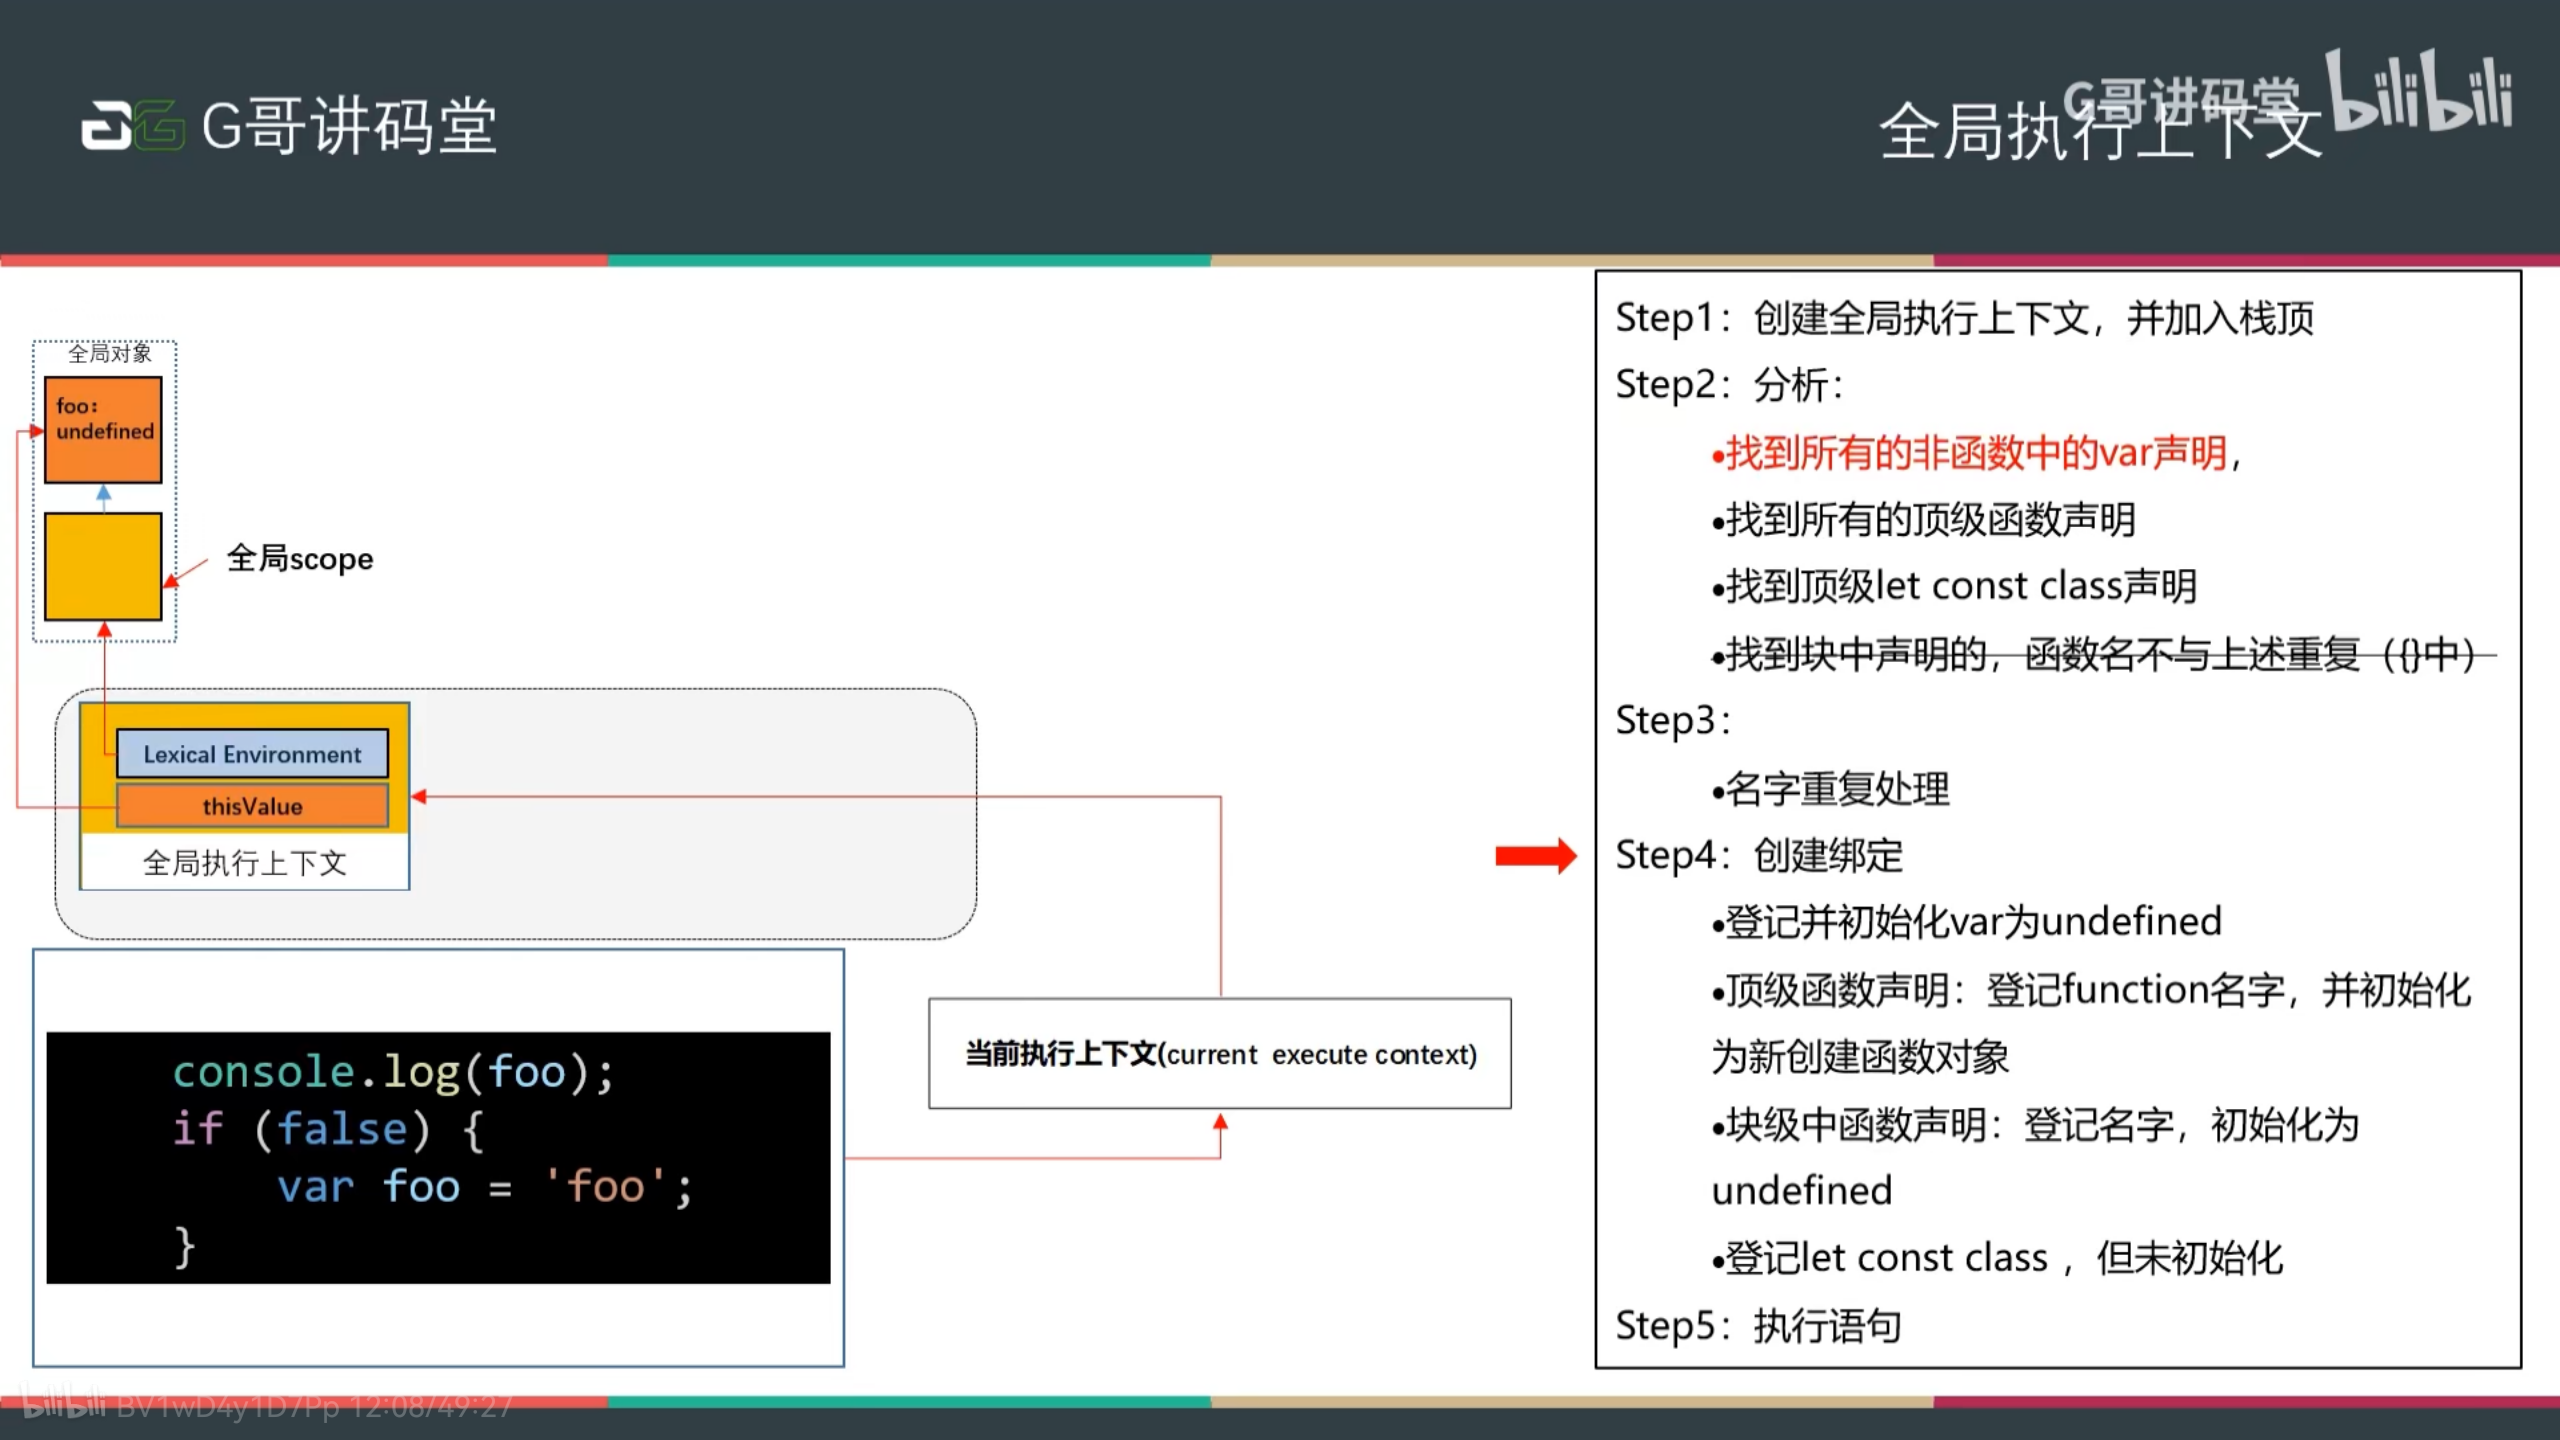 G哥讲码堂
全局执行上下文
G哥讲码堂 bilibili
全局对象
foo:
undefined
全局scope
Lexical Environment
thisValue
全局执行上下文
console.log(foo);
if (false) {
var foo = 'foo';
}
当前执行上下文(current execute context)
Step1：创建全局执行上下文，并加入栈顶
Step2：分析：
•找到所有的非函数中的var声明，
•找到所有的顶级函数声明
•找到顶级let const class声明
•找到块中声明的，函数名不与上述重复（{}中）
Step3：
•名字重复处理
Step4：创建绑定
•登记并初始化var为undefined
•顶级函数声明：登记function名字，并初始化
为新创建函数对象
•块级中函数声明：登记名字，初始化为
undefined
•登记let const class ，但未初始化
Step5：执行语句
bilibili BV1wD4y1D7Pp 12:08/49:27